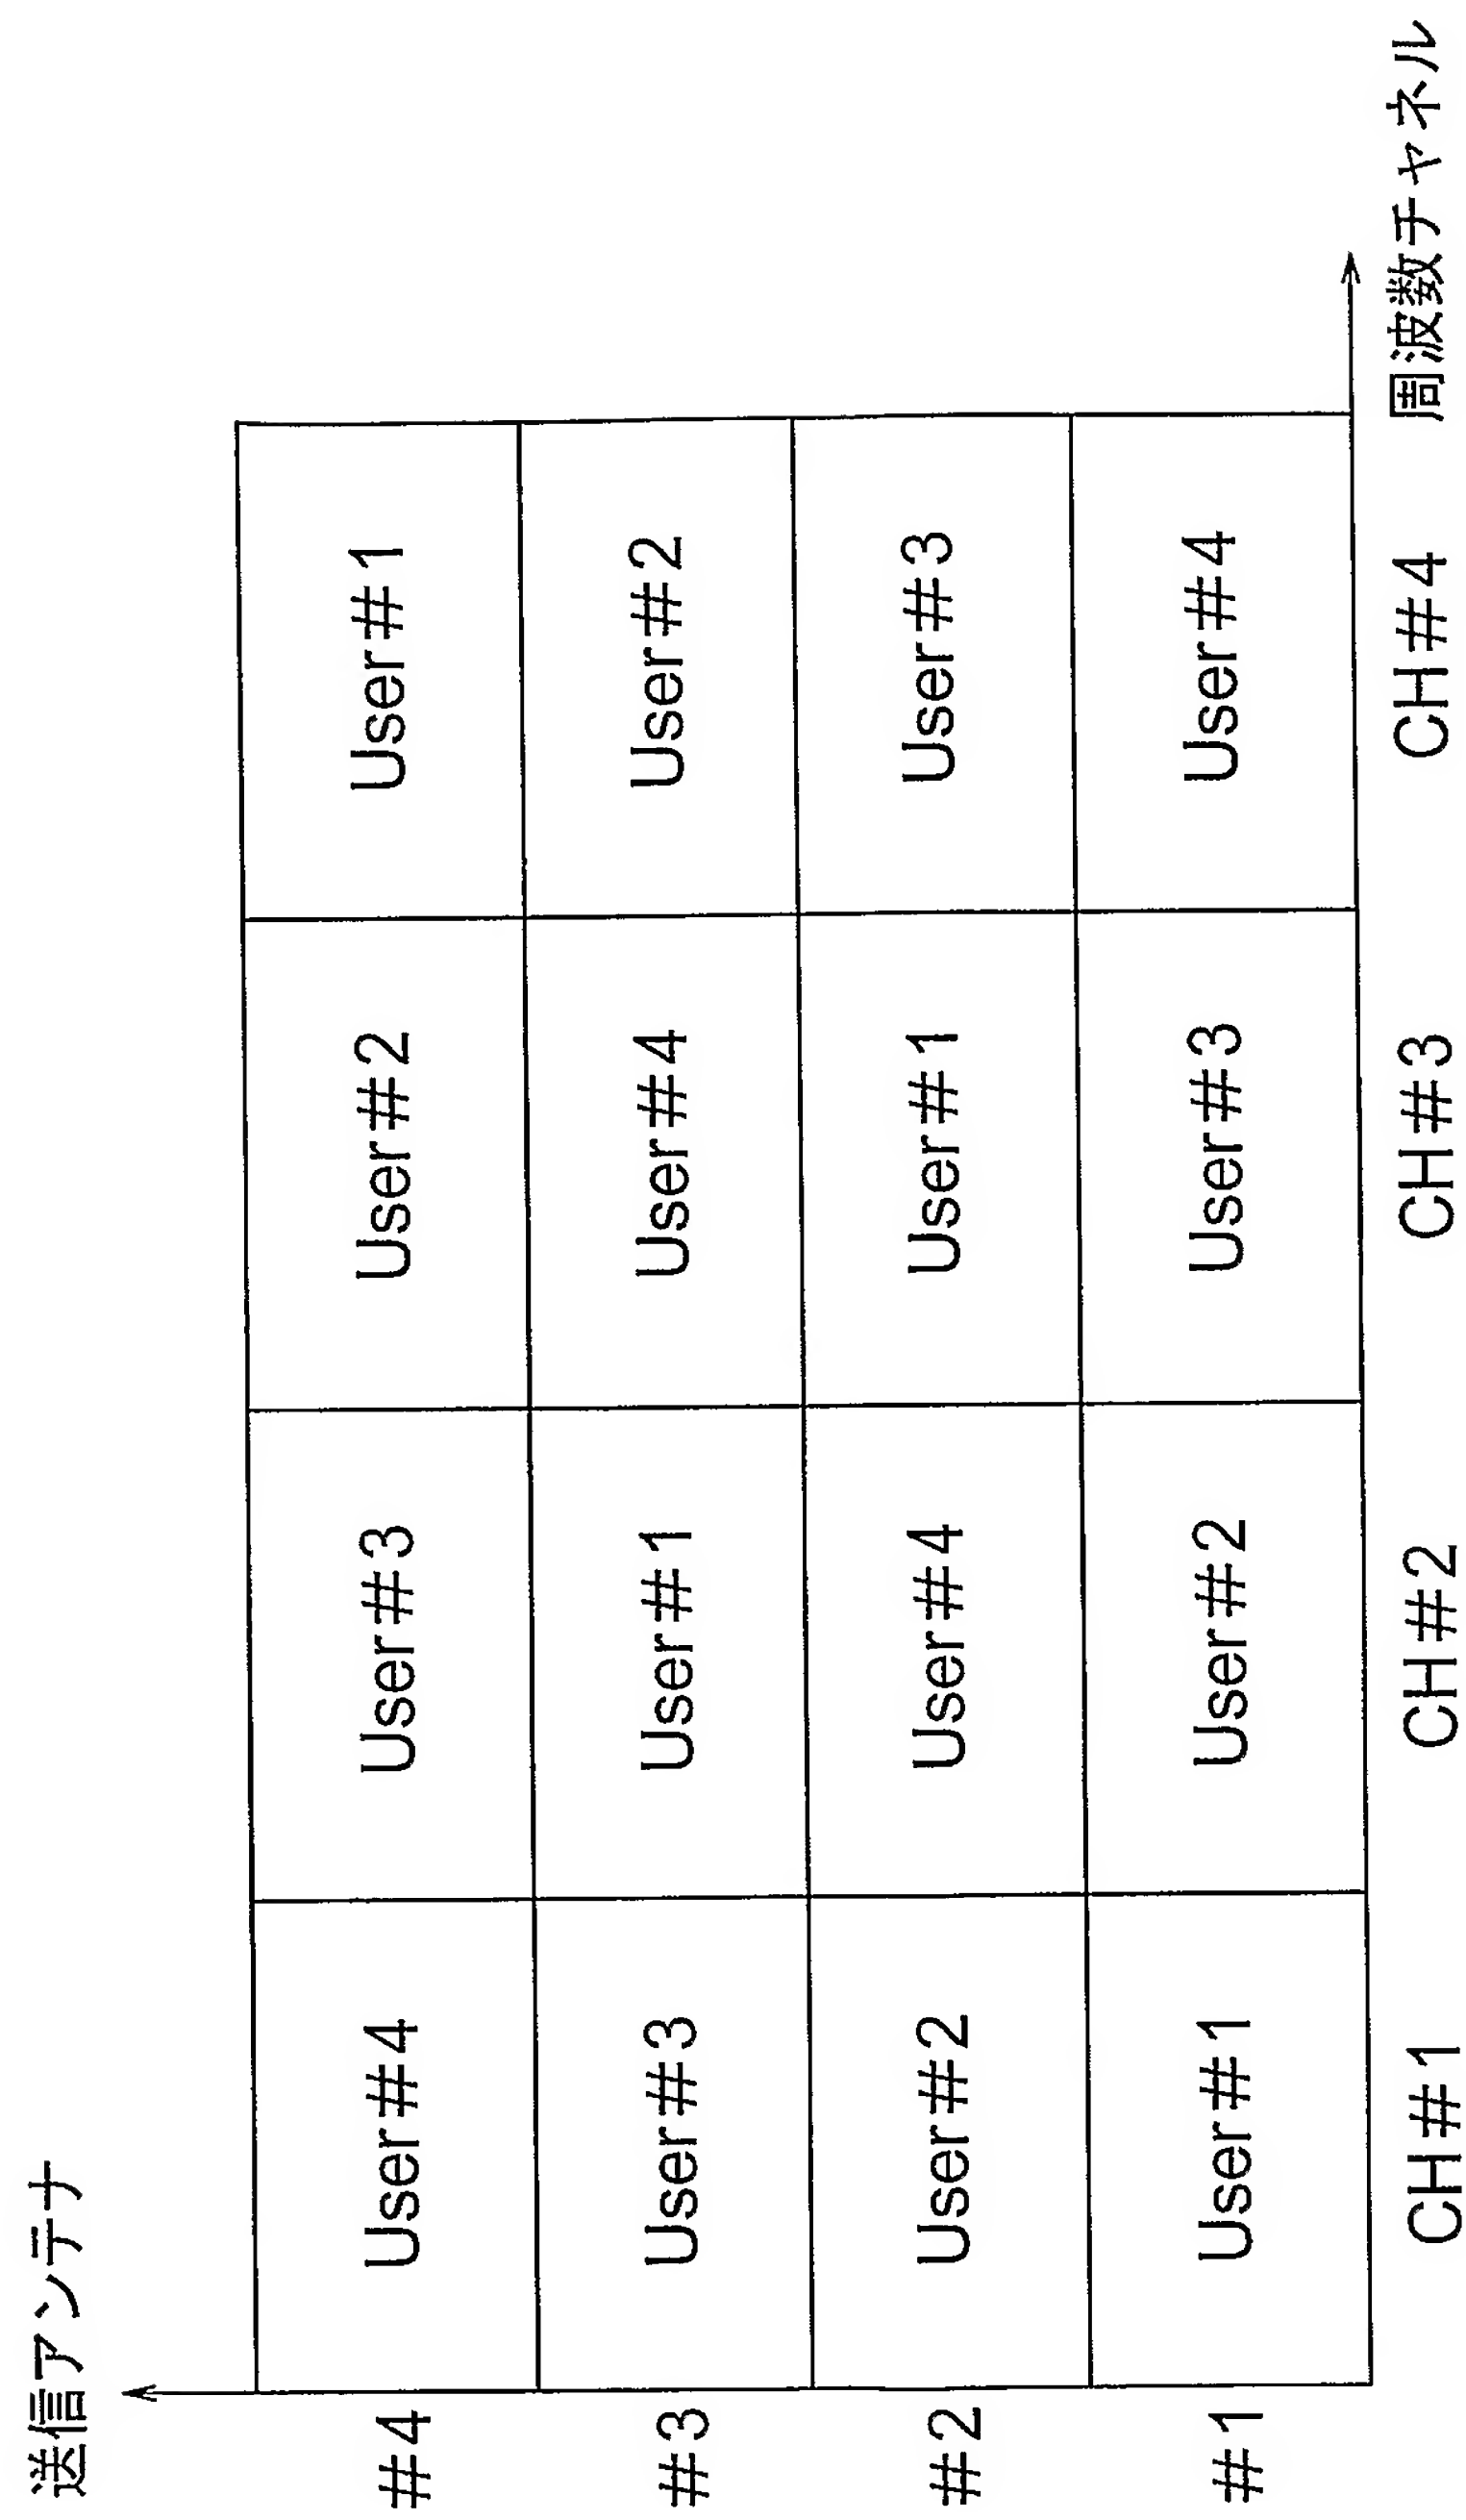 送信アンテナ
#4 User#4 User#3 User#2 User#1
#3 User#3 User#1 User#4 User#2
#2 User#2 User#4 User#1 User#3
#1 User#1 User#2 User#3 User#4
CH#1 CH#2 CH#3 CH#4
周波数チャネル